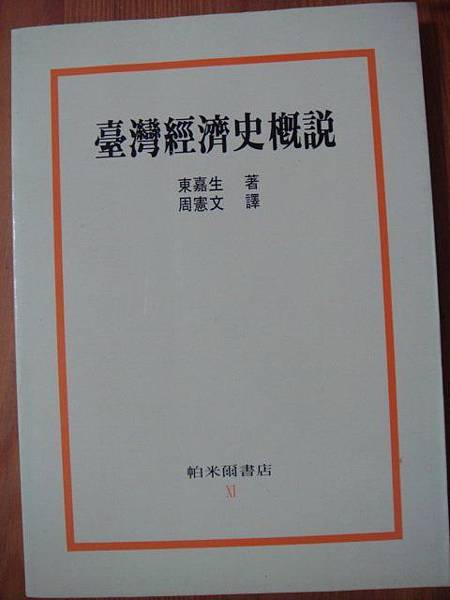 臺灣經濟史概説
東嘉生 著
周憲文 譯
帕米爾書店
XI